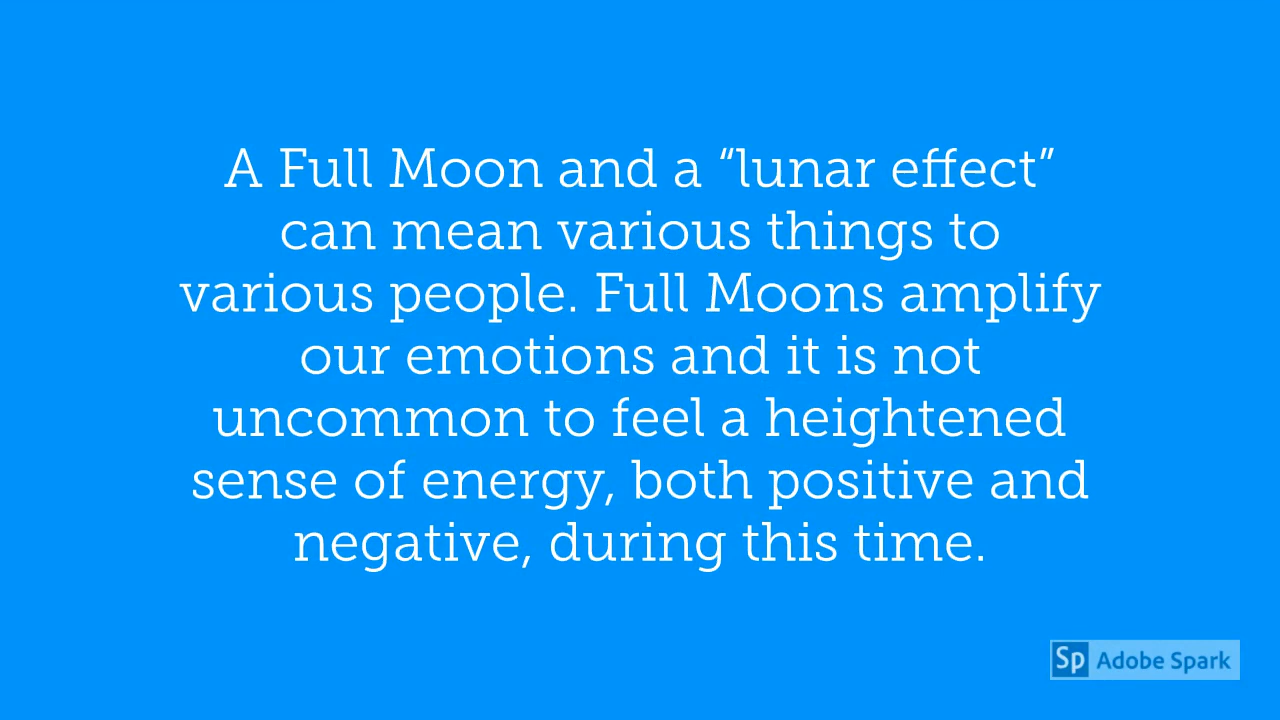 A Full Moon and a “lunar effect”
can mean various things to
various people. Full Moons amplify
our emotions and it is not
uncommon to feel a heightened
sense of energy, both positive and
negative, during this time.
Sp Adobe Spark